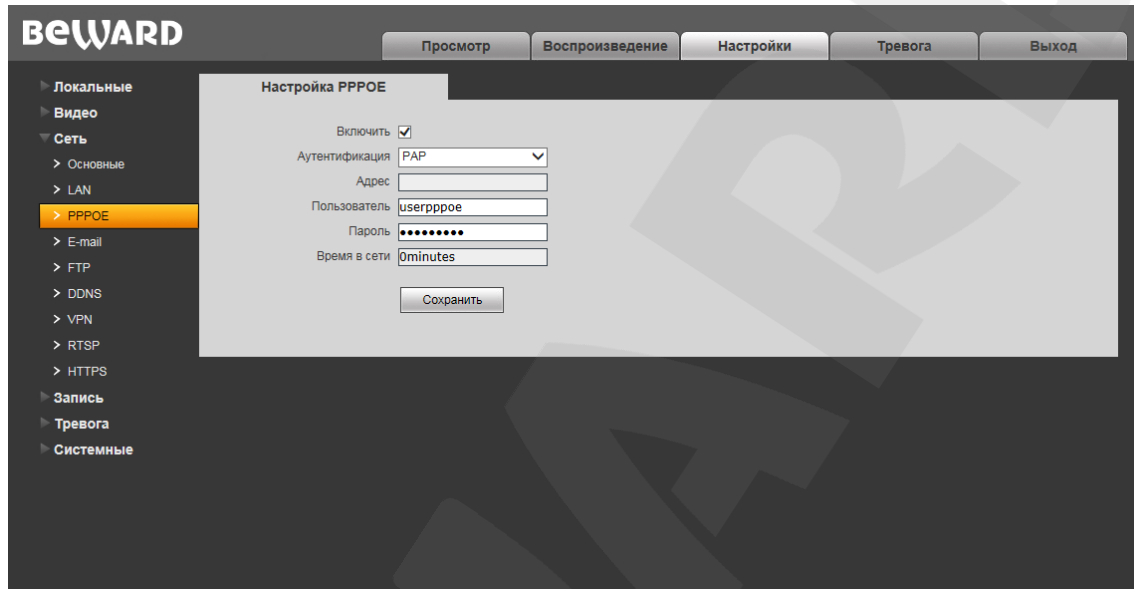 BEWARD
Просмотр Воспроизведение Настройки Тревога Выход
Локальные
Видео
Сеть
Основные
LAN
PPPOE
E-mail
FTP
DDNS
VPN
RTSP
HTTPS
Запись
Тревога
Системные
Настройка PPPOE
Включить
Аутентификация PAP
Адрес
Пользователь userpppoe
Пароль •••••••••
Время в сети 0minutes
Сохранить